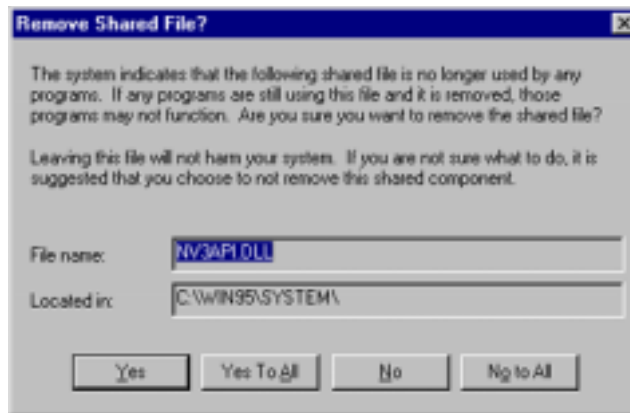 Remove Shared File?
The system indicates that the following shared file is no longer used by any
programs. If any programs are still using this file and it is removed, those
programs may not function. Are you sure you want to remove the shared file?
Leaving this file will not harm your system. If you are not sure what to do, it is
suggested that you choose to not remove this shared component.
File name: NV3API.DLL
Located in: C:\WIN95\SYSTEM\
Yes Yes To All No No to All